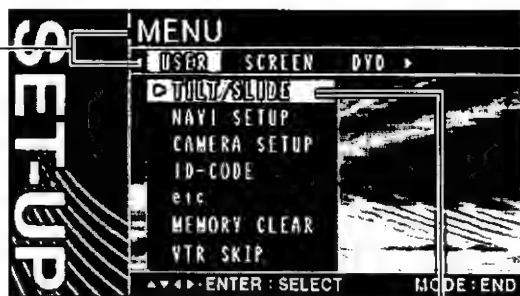 SET-UP
MENU
USER SCREEN DVD ▸
▷TILT/SLIDE
NAVI SETUP
CAMERA SETUP
ID-CODE
etc
MEMORY CLEAR
VTR SKIP
▲▼◀▶·ENTER : SELECT MODE : END